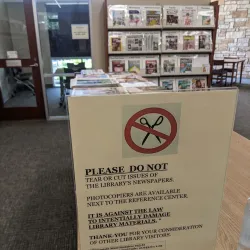 PLEASE DO NOT
TEAR OR CUT ISSUES OF
THE LIBRARY'S NEWSPAPERS.
PHOTOCOPIERS ARE AVAILABLE
NEXT TO THE REFERENCE CENTER.
IT IS AGAINST THE LAW
TO INTENTIONALLY DAMAGE
LIBRARY MATERIALS. *
THANK YOU FOR YOUR CONSIDERATION
OF OTHER LIBRARY VISITORS.